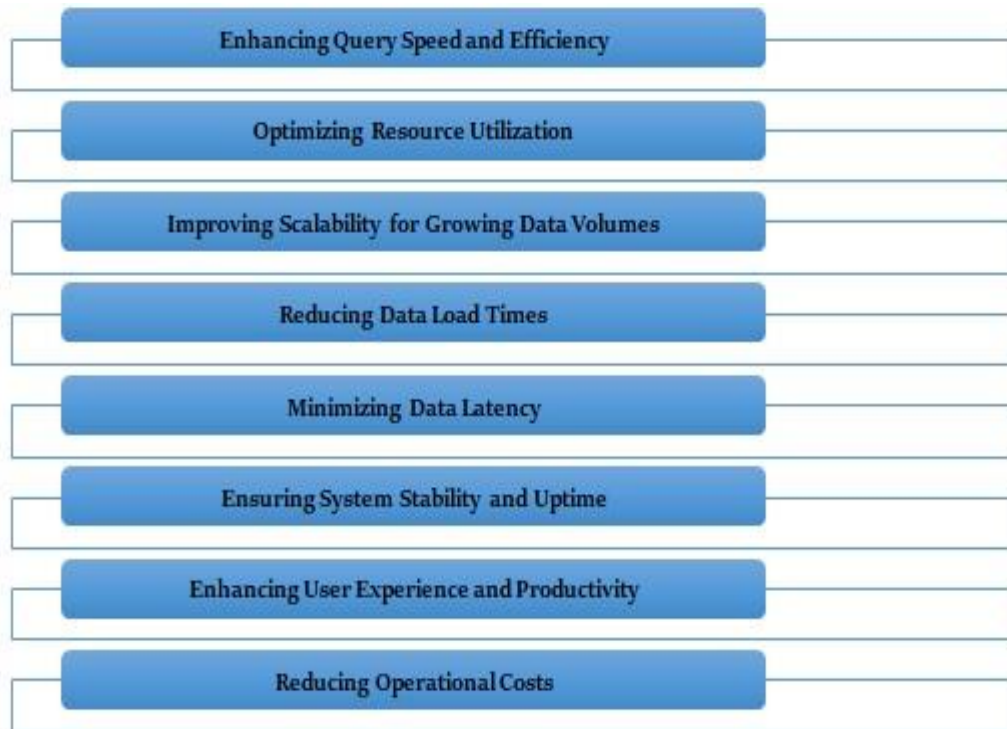 Enhancing Query Speed and Efficiency
Optimizing Resource Utilization
Improving Scalability for Growing Data Volumes
Reducing Data Load Times
Minimizing Data Latency
Ensuring System Stability and Uptime
Enhancing User Experience and Productivity
Reducing Operational Costs